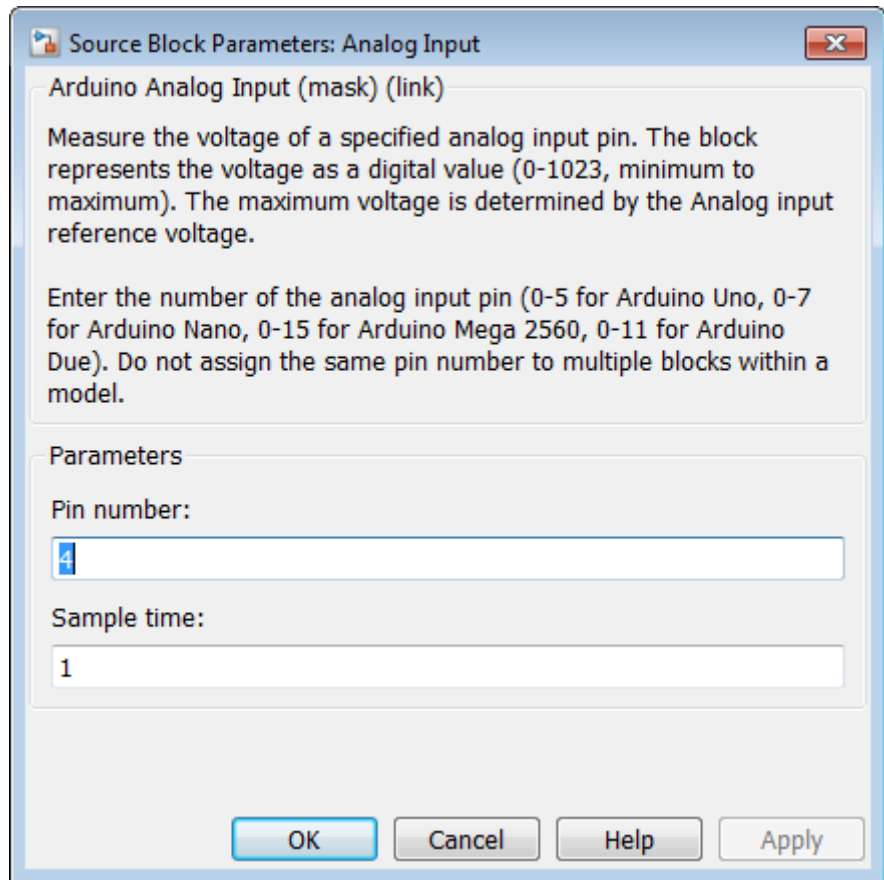 Source Block Parameters: Analog Input
Arduino Analog Input (mask) (link)
Measure the voltage of a specified analog input pin. The block
represents the voltage as a digital value (0-1023, minimum to
maximum). The maximum voltage is determined by the Analog input
reference voltage.
Enter the number of the analog input pin (0-5 for Arduino Uno, 0-7
for Arduino Nano, 0-15 for Arduino Mega 2560, 0-11 for Arduino
Due). Do not assign the same pin number to multiple blocks within a
model.
Parameters
Pin number:
4
Sample time:
1
OK Cancel Help Apply